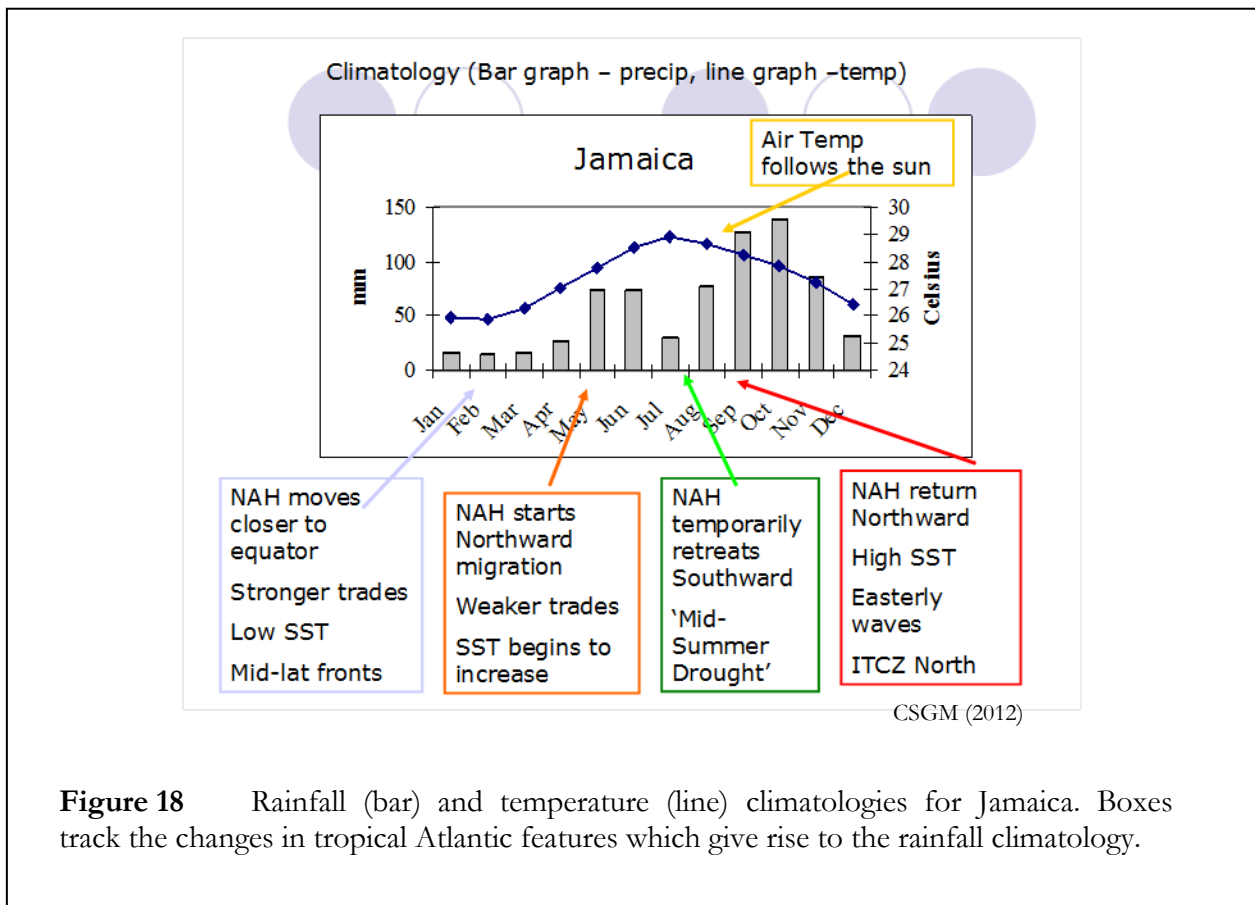 Climatology (Bar graph – precip, line graph –temp)
Air Temp
follows the sun
Jamaica
150
100
50
0
mm
30
29
28
27
26
25
24
Celsius
Jan
Feb
Mar
Apr
May
Jun
Jul
Aug
Sep
Oct
Nov
Dec
NAH moves
closer to
equator
Stronger trades
Low SST
Mid-lat fronts
NAH starts
Northward
migration
Weaker trades
SST begins to
increase
NAH
temporarily
retreats
Southward
‘Mid-
Summer
Drought’
NAH return
Northward
High SST
Easterly
waves
ITCZ North
CSGM (2012)
Figure 18 Rainfall (bar) and temperature (line) climatologies for Jamaica. Boxes
track the changes in tropical Atlantic features which give rise to the rainfall climatology.